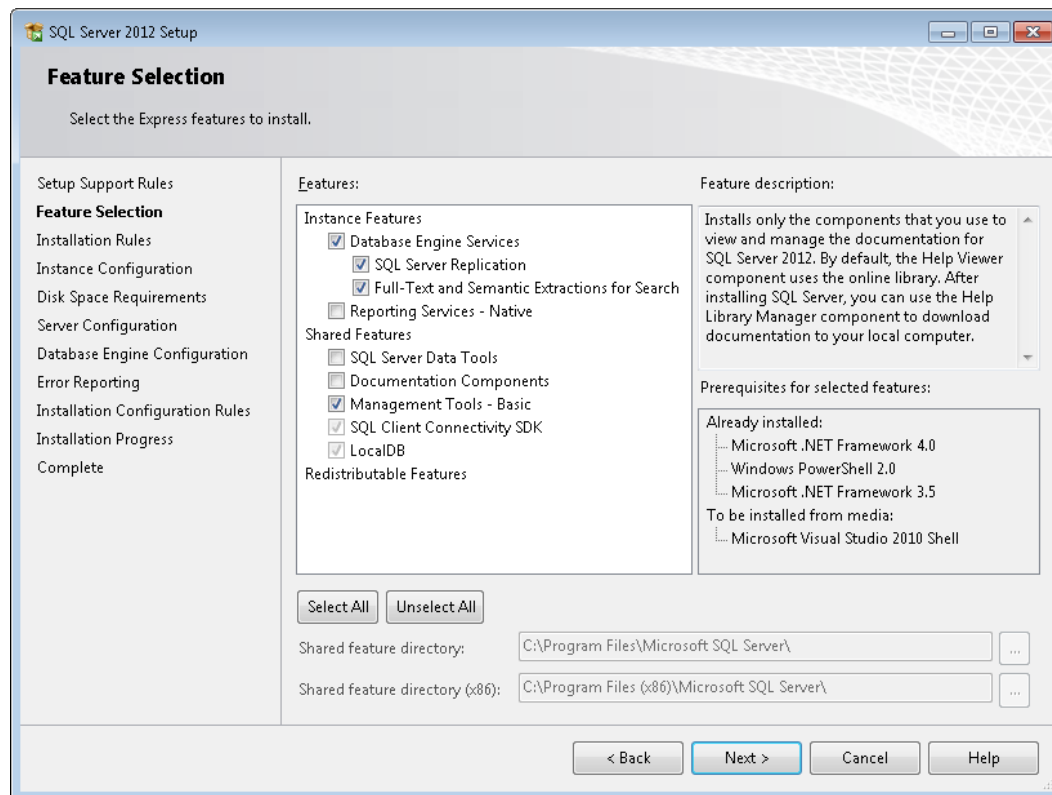 SQL Server 2012 Setup
Feature Selection
Select the Express features to install.
Setup Support Rules
Feature Selection
Installation Rules
Instance Configuration
Disk Space Requirements
Server Configuration
Database Engine Configuration
Error Reporting
Installation Configuration Rules
Installation Progress
Complete
Features:
Instance Features
Database Engine Services
SQL Server Replication
Full-Text and Semantic Extractions for Search
Reporting Services - Native
Shared Features
SQL Server Data Tools
Documentation Components
Management Tools - Basic
SQL Client Connectivity SDK
LocalDB
Redistributable Features
Feature description:
Installs only the components that you use to
view and manage the documentation for
SQL Server 2012. By default, the Help Viewer
component uses the online library. After
installing SQL Server, you can use the Help
Library Manager component to download
documentation to your local computer.
Prerequisites for selected features:
Already installed:
Microsoft .NET Framework 4.0
Windows PowerShell 2.0
Microsoft .NET Framework 3.5
To be installed from media:
Microsoft Visual Studio 2010 Shell
Select All
Unselect All
Shared feature directory:
C:\Program Files\Microsoft SQL Server\
...
Shared feature directory (x86):
C:\Program Files (x86)\Microsoft SQL Server\
...
< Back
Next >
Cancel
Help